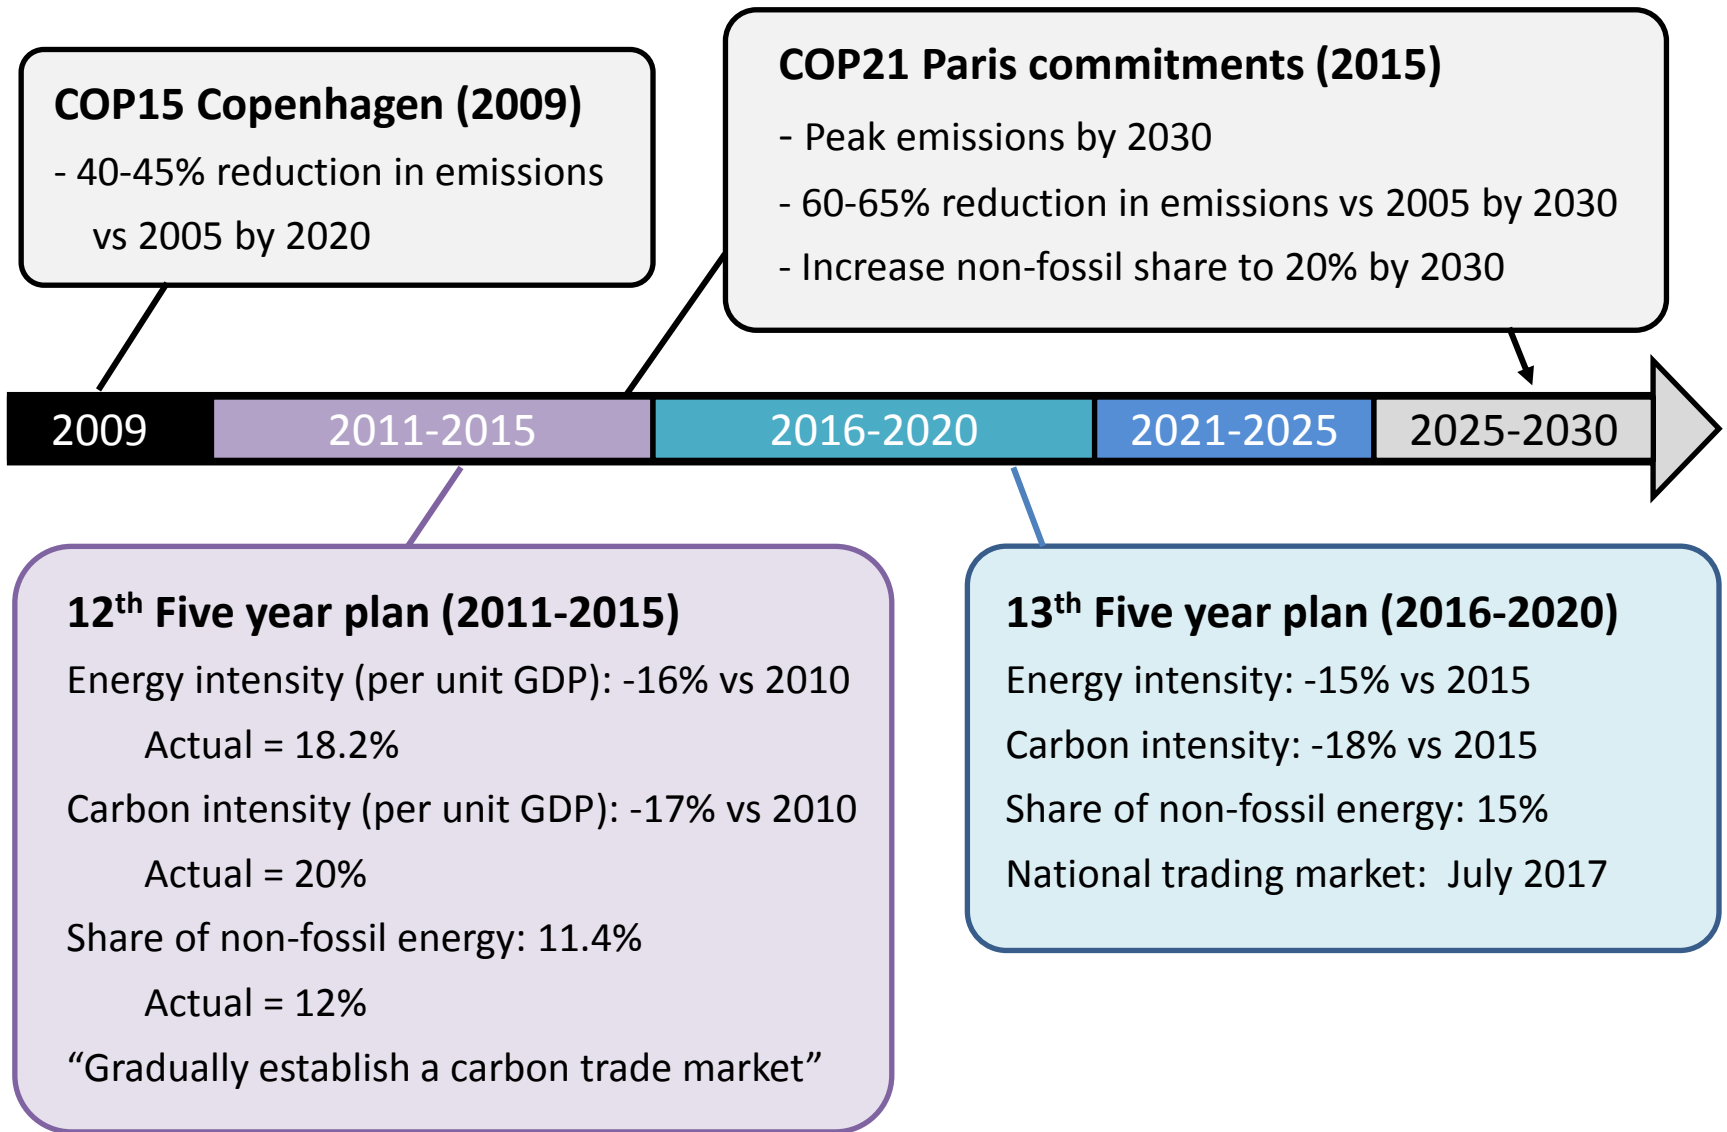 COP15 Copenhagen (2009)
- 40-45% reduction in emissions
vs 2005 by 2020
COP21 Paris commitments (2015)
- Peak emissions by 2030
- 60-65% reduction in emissions vs 2005 by 2030
- Increase non-fossil share to 20% by 2030
2009
2011-2015
2016-2020
2021-2025
2025-2030
12th Five year plan (2011-2015)
Energy intensity (per unit GDP): -16% vs 2010
Actual = 18.2%
Carbon intensity (per unit GDP): -17% vs 2010
Actual = 20%
Share of non-fossil energy: 11.4%
Actual = 12%
“Gradually establish a carbon trade market”
13th Five year plan (2016-2020)
Energy intensity: -15% vs 2015
Carbon intensity: -18% vs 2015
Share of non-fossil energy: 15%
National trading market:  July 2017